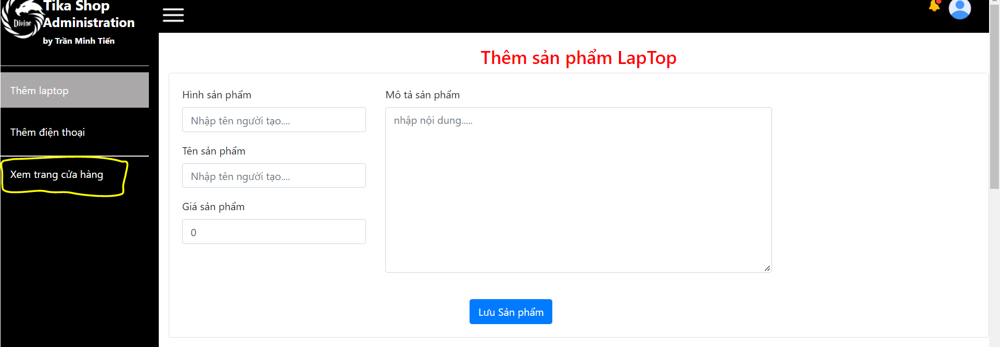 Divine
Tika Shop
Administration
by Trần Minh Tiến
Thêm laptop
Thêm điện thoại
Xem trang cửa hàng
Thêm sản phẩm LapTop
Hình sản phẩm
Nhập tên người tạo....
Tên sản phẩm
Nhập tên người tạo....
Giá sản phẩm
0
Mô tả sản phẩm
nhập nội dung.....
Lưu Sản phẩm